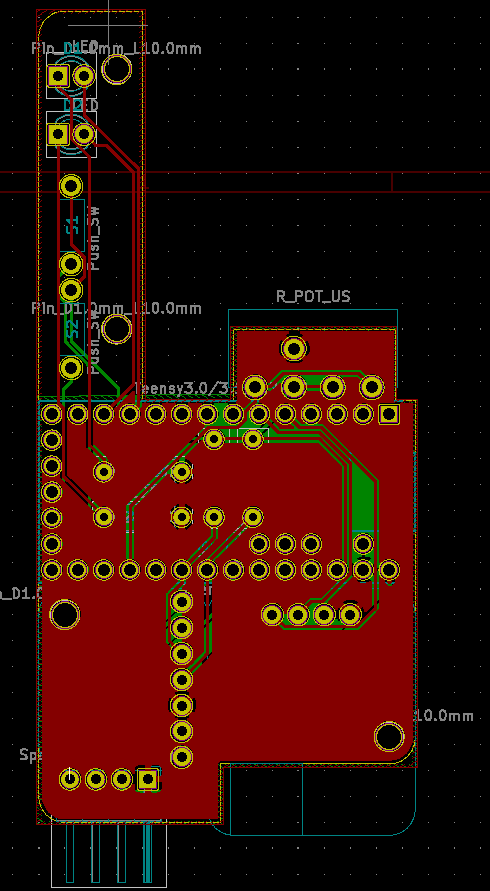 LED
Pin_D1.0mm_L10.0mm
LED
S1
Push_Sw
Pin_D1.0mm_L10.0mm
R_POT_US
S2
Push_Sw
Teensy3.0/3
n_D1.
10.0mm
Sp